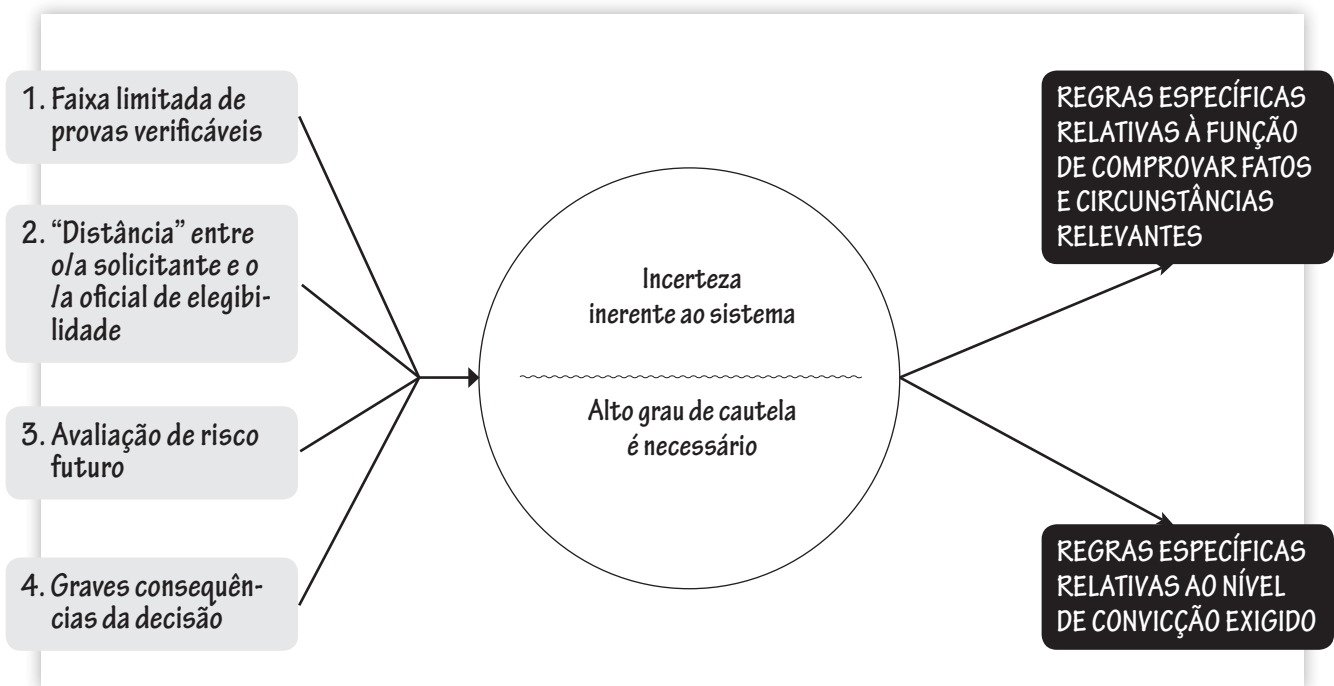 1. Faixa limitada de
provas verificáveis
2. “Distância” entre
o/a solicitante e o
/a oficial de elegibi-
lidade
3. Avaliação de risco
futuro
4. Graves consequên-
cias da decisão
Incerteza
inerente ao sistema
Alto grau de cautela
é necessário
REGRAS ESPECÍFICAS
RELATIVAS À FUNÇÃO
DE COMPROVAR FATOS
E CIRCUNSTÂNCIAS
RELEVANTES
REGRAS ESPECÍFICAS
RELATIVAS AO NÍVEL
DE CONVICÇÃO EXIGIDO